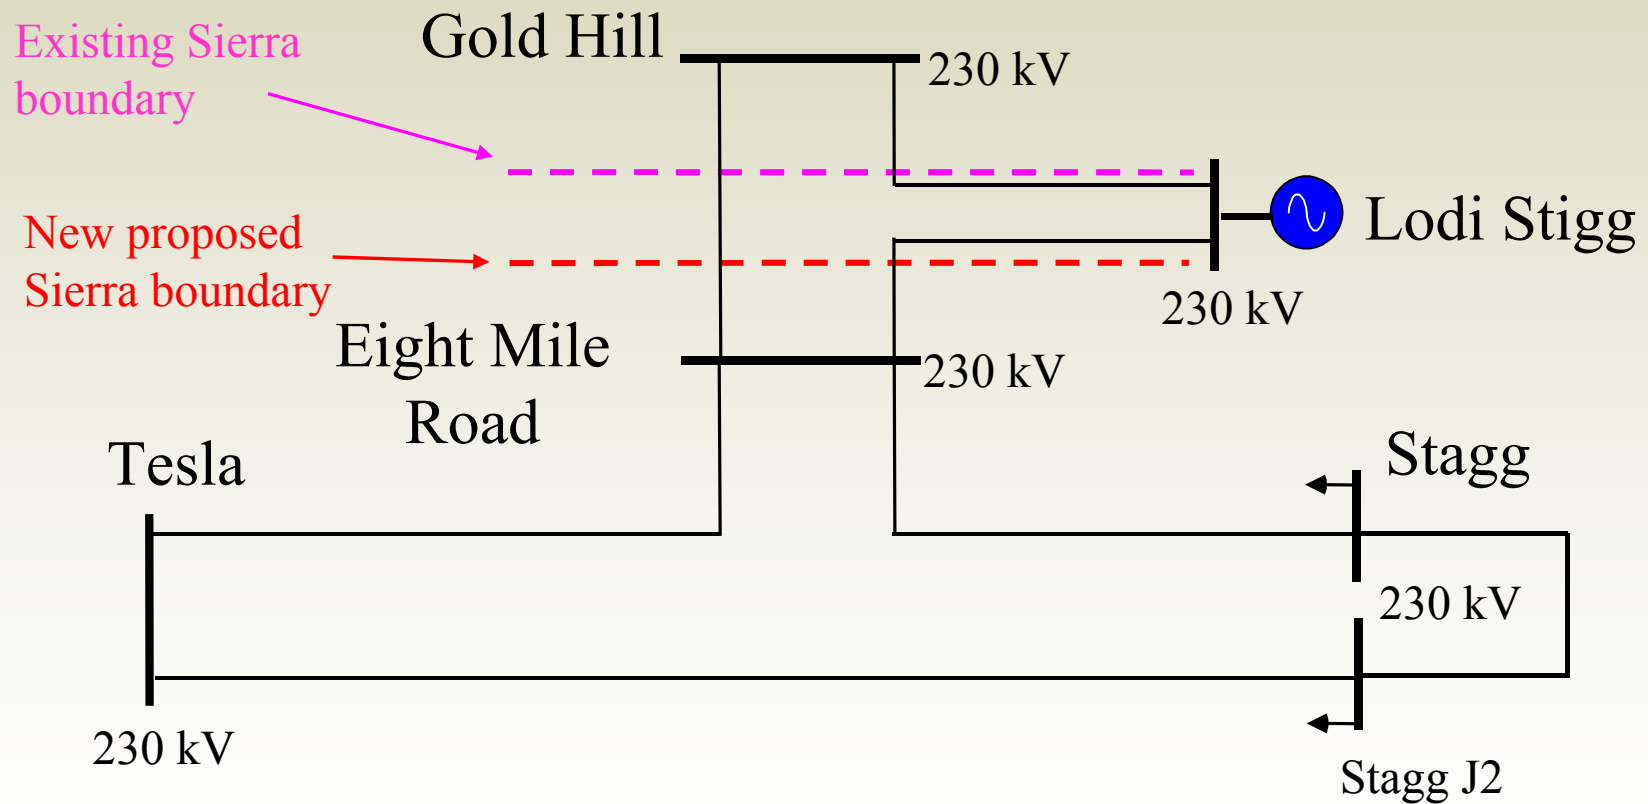 Existing Sierra
boundary
Gold Hill
230 kV
New proposed
Sierra boundary
Lodi Stigg
230 kV
Eight Mile
Road
230 kV
Tesla
230 kV
Stagg
230 kV
Stagg J2